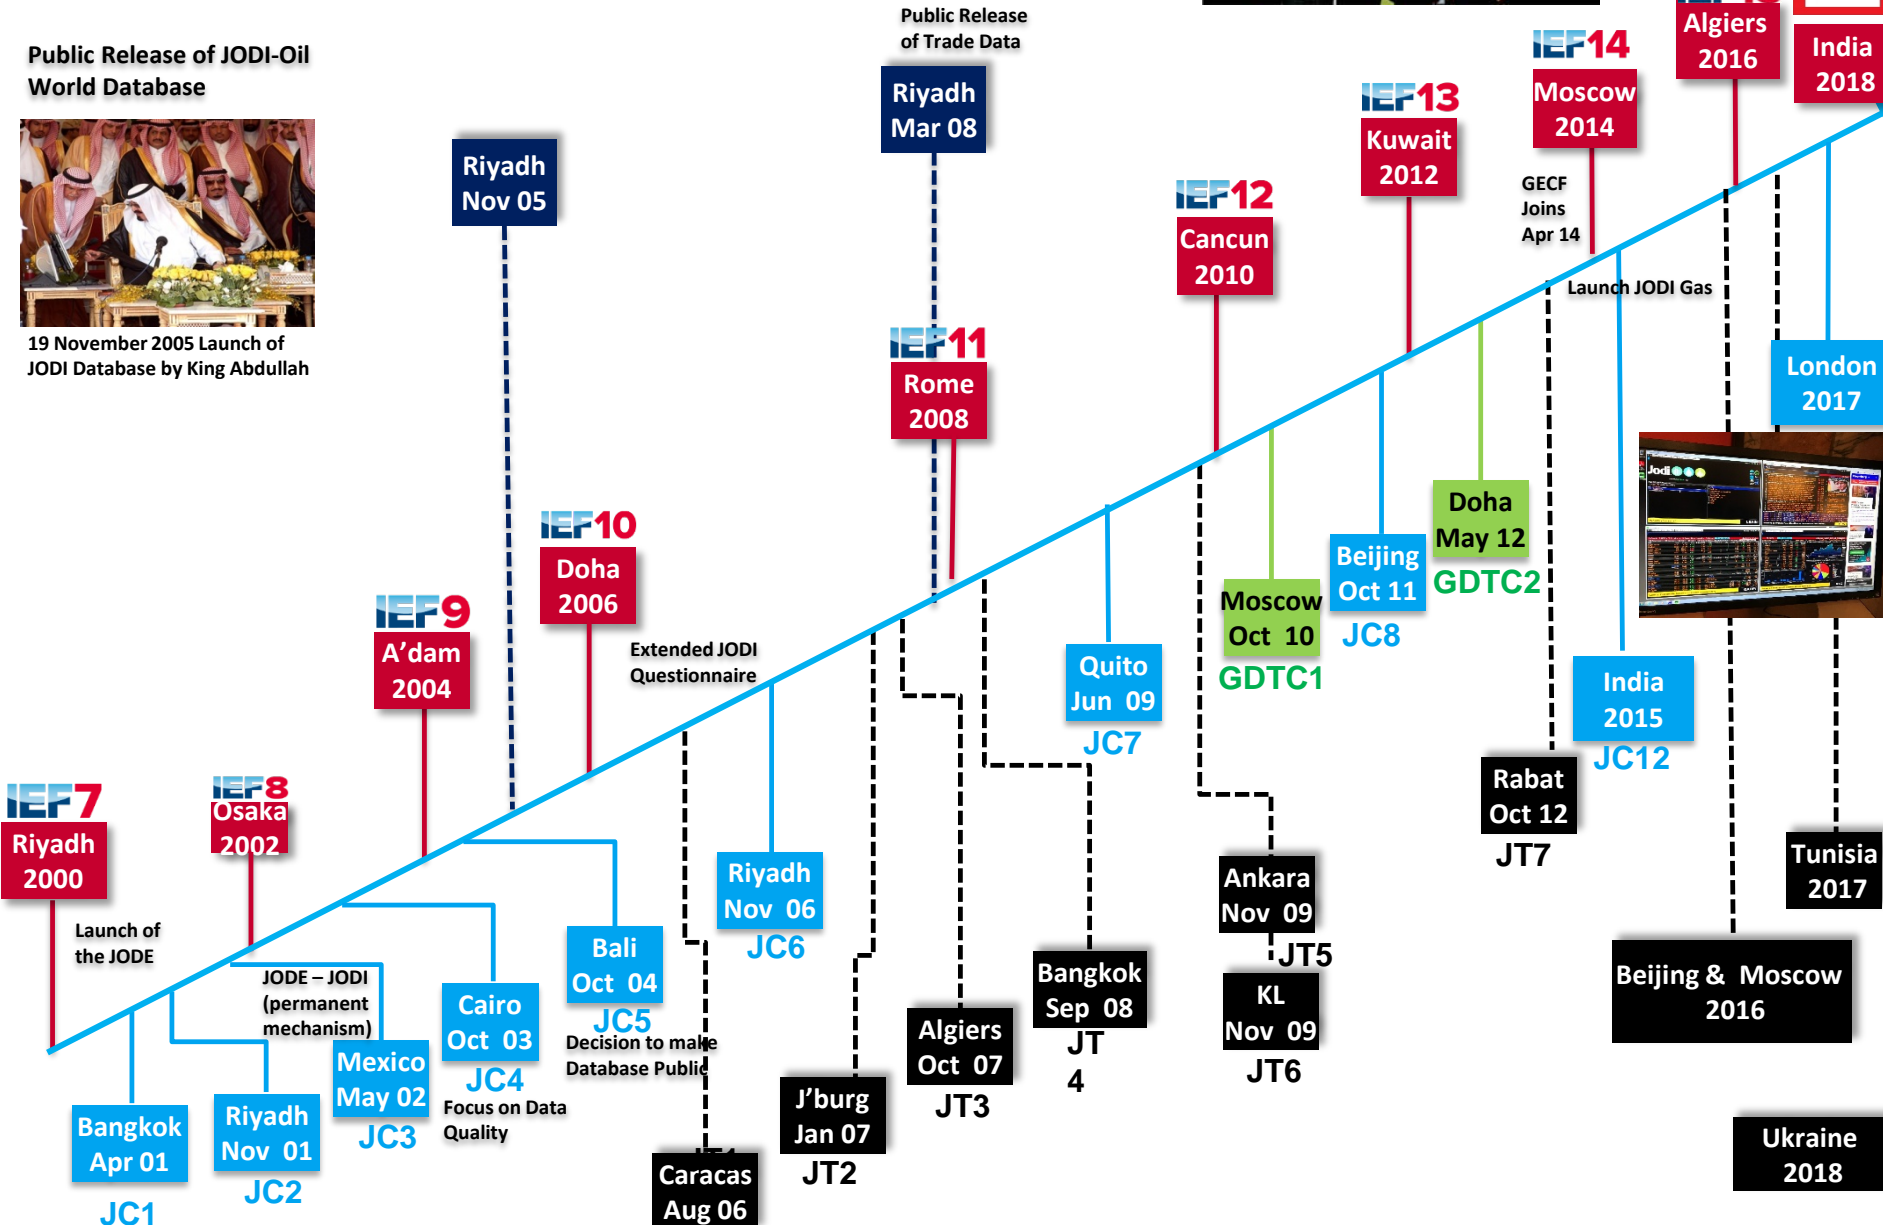 Public Release of JODI-Oil
World Database
19 November 2005 Launch of
JODI Database by King Abdullah
Riyadh
Nov 05
Public Release
of Trade Data
Riyadh
Mar 08
IEF7
Riyadh
2000
Launch of
the JODE
IEF8
Osaka
2002
IEF9
A'dam
2004
IEF10
Doha
2006
IEF11
Rome
2008
IEF12
Cancun
2010
IEF13
Kuwait
2012
IEF14
Moscow
2014
GECF
Joins
Apr 14
Algiers
2016
India
2018
Launch JODI Gas
London
2017
Jodi
Extended JODI
Questionnaire
JODE – JODI
(permanent
mechanism)
Bangkok
Apr 01
JC1
Riyadh
Nov 01
JC2
Mexico
May 02
JC3
Cairo
Oct 03
JC4
Focus on Data
Quality
Bali
Oct 04
JC5
Decision to make
Database Public
Riyadh
Nov 06
JC6
Quito
Jun 09
JC7
Moscow
Oct 10
GDTC1
Beijing
Oct 11
JC8
Doha
May 12
GDTC2
India
2015
JC12
JT1
Caracas
Aug 06
J'burg
Jan 07
JT2
Algiers
Oct 07
JT3
Bangkok
Sep 08
JT
4
Ankara
Nov 09
JT5
KL
Nov 09
JT6
Rabat
Oct 12
JT7
Beijing & Moscow
2016
Tunisia
2017
Ukraine
2018